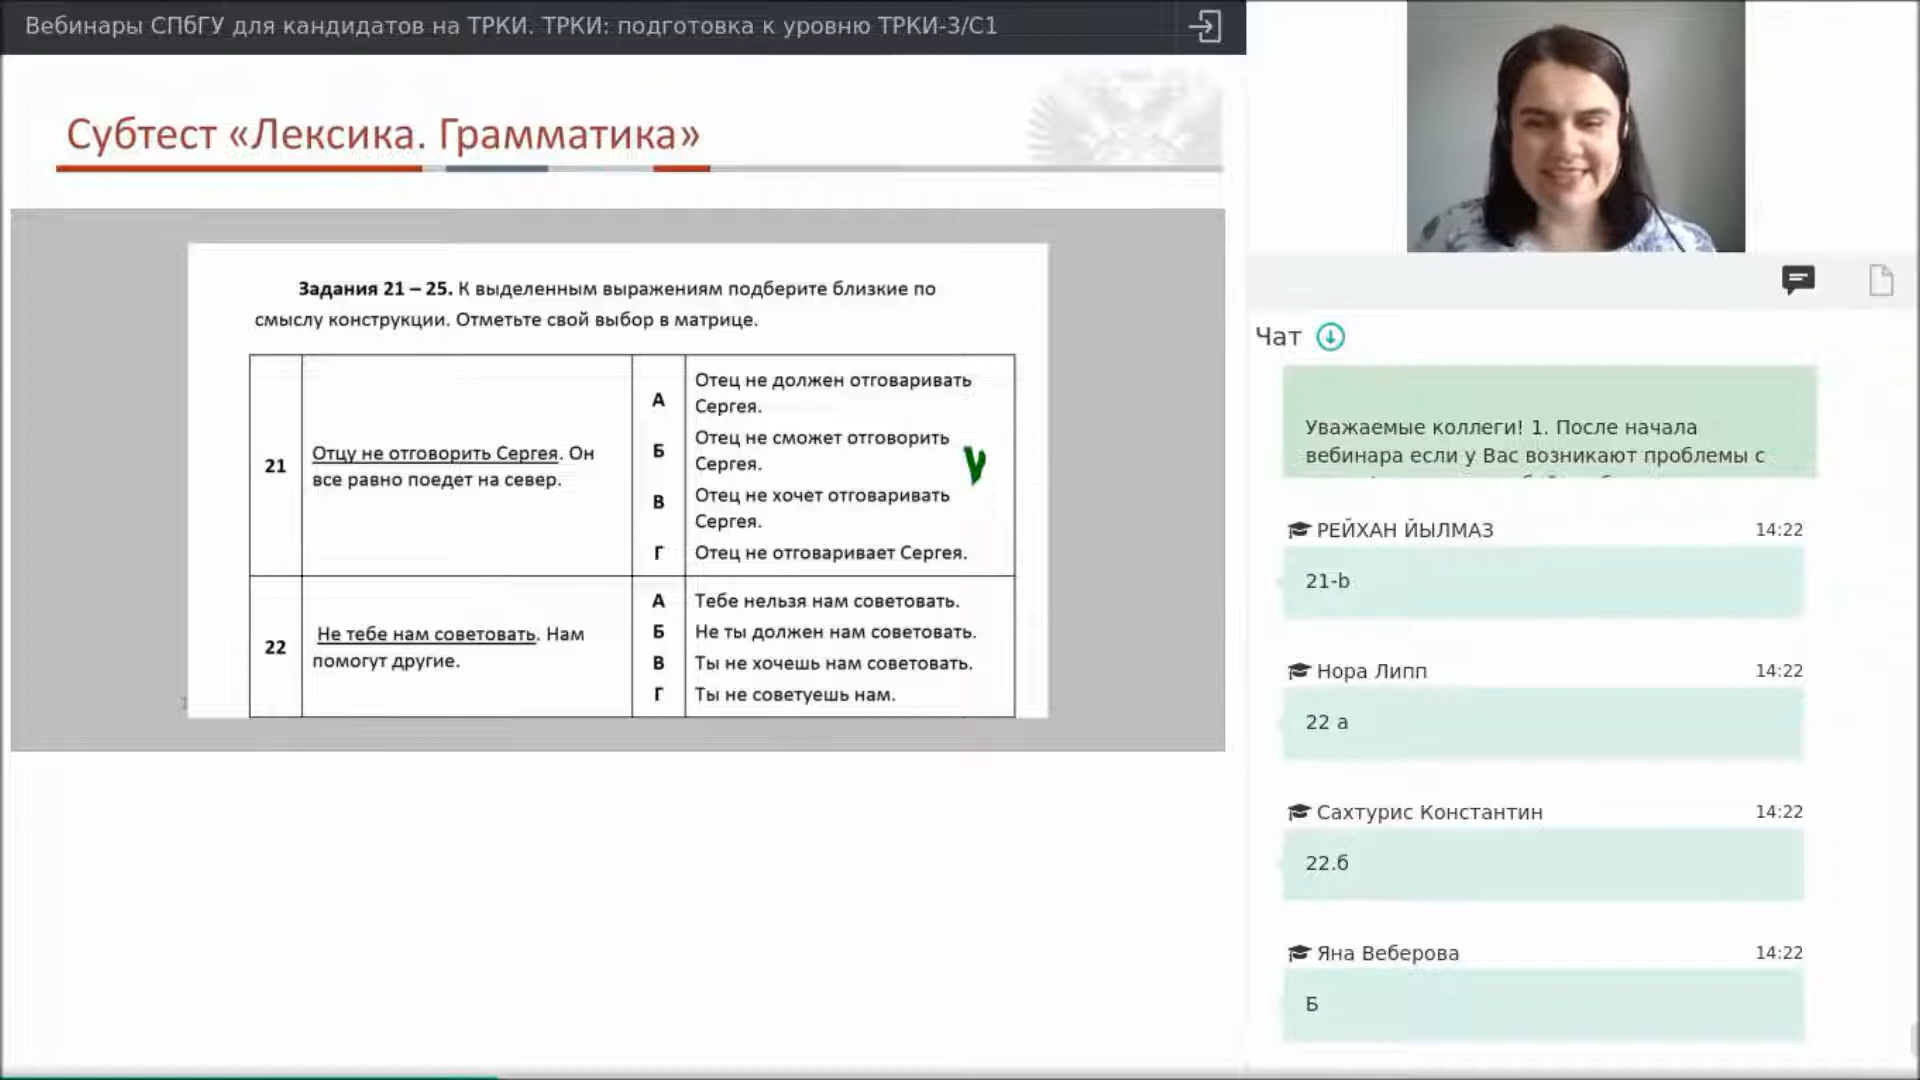 Вебинары СПбГУ для кандидатов на ТРКИ. ТРКИ: подготовка к уровню ТРКИ-3/С1
Субтест «Лексика. Грамматика»
Задания 21 – 25. К выделенным выражениям подберите близкие по
смыслу конструкции. Отметьте свой выбор в матрице.
21
Отцу не отговорить Сергея. Он
все равно поедет на север.
А
Отец не должен отговаривать
Сергея.
Б
Отец не сможет отговорить
Сергея.
В
Отец не хочет отговаривать
Сергея.
Г
Отец не отговаривает Сергея.
22
Не тебе нам советовать. Нам
помогут другие.
А
Тебе нельзя нам советовать.
Б
Не ты должен нам советовать.
В
Ты не хочешь нам советовать.
Г
Ты не советуешь нам.
Чат
Уважаемые коллеги! 1. После начала
вебинара если у Вас возникают проблемы с
РЕЙХАН ЙЫЛМАЗ 14:22
21-b
Нора Липп 14:22
22 а
Сахтурис Константин 14:22
22.б
Яна Веберова 14:22
Б